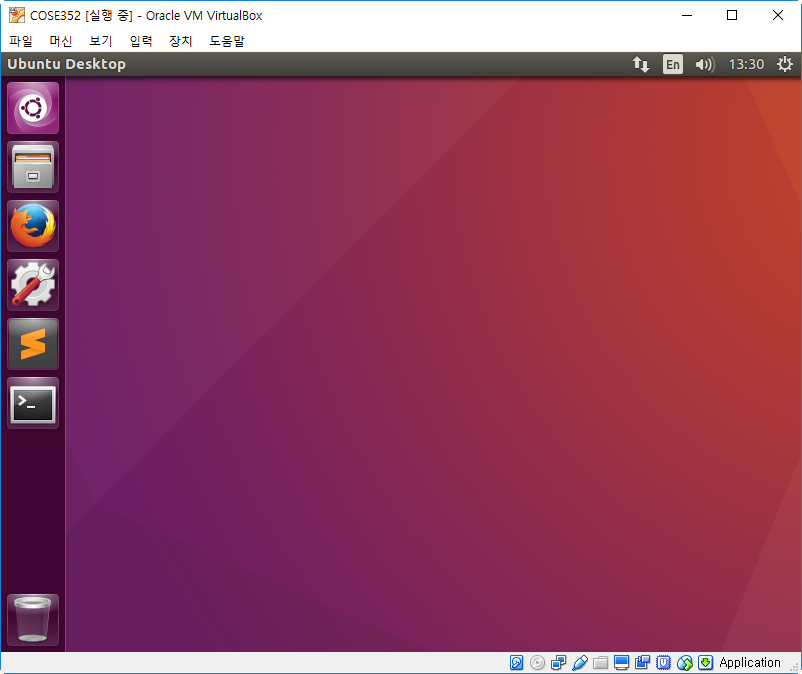 COSE352 [실행 중] - Oracle VM VirtualBox
파일 머신 보기 입력 장치 도움말
Ubuntu Desktop En 13:30
Application